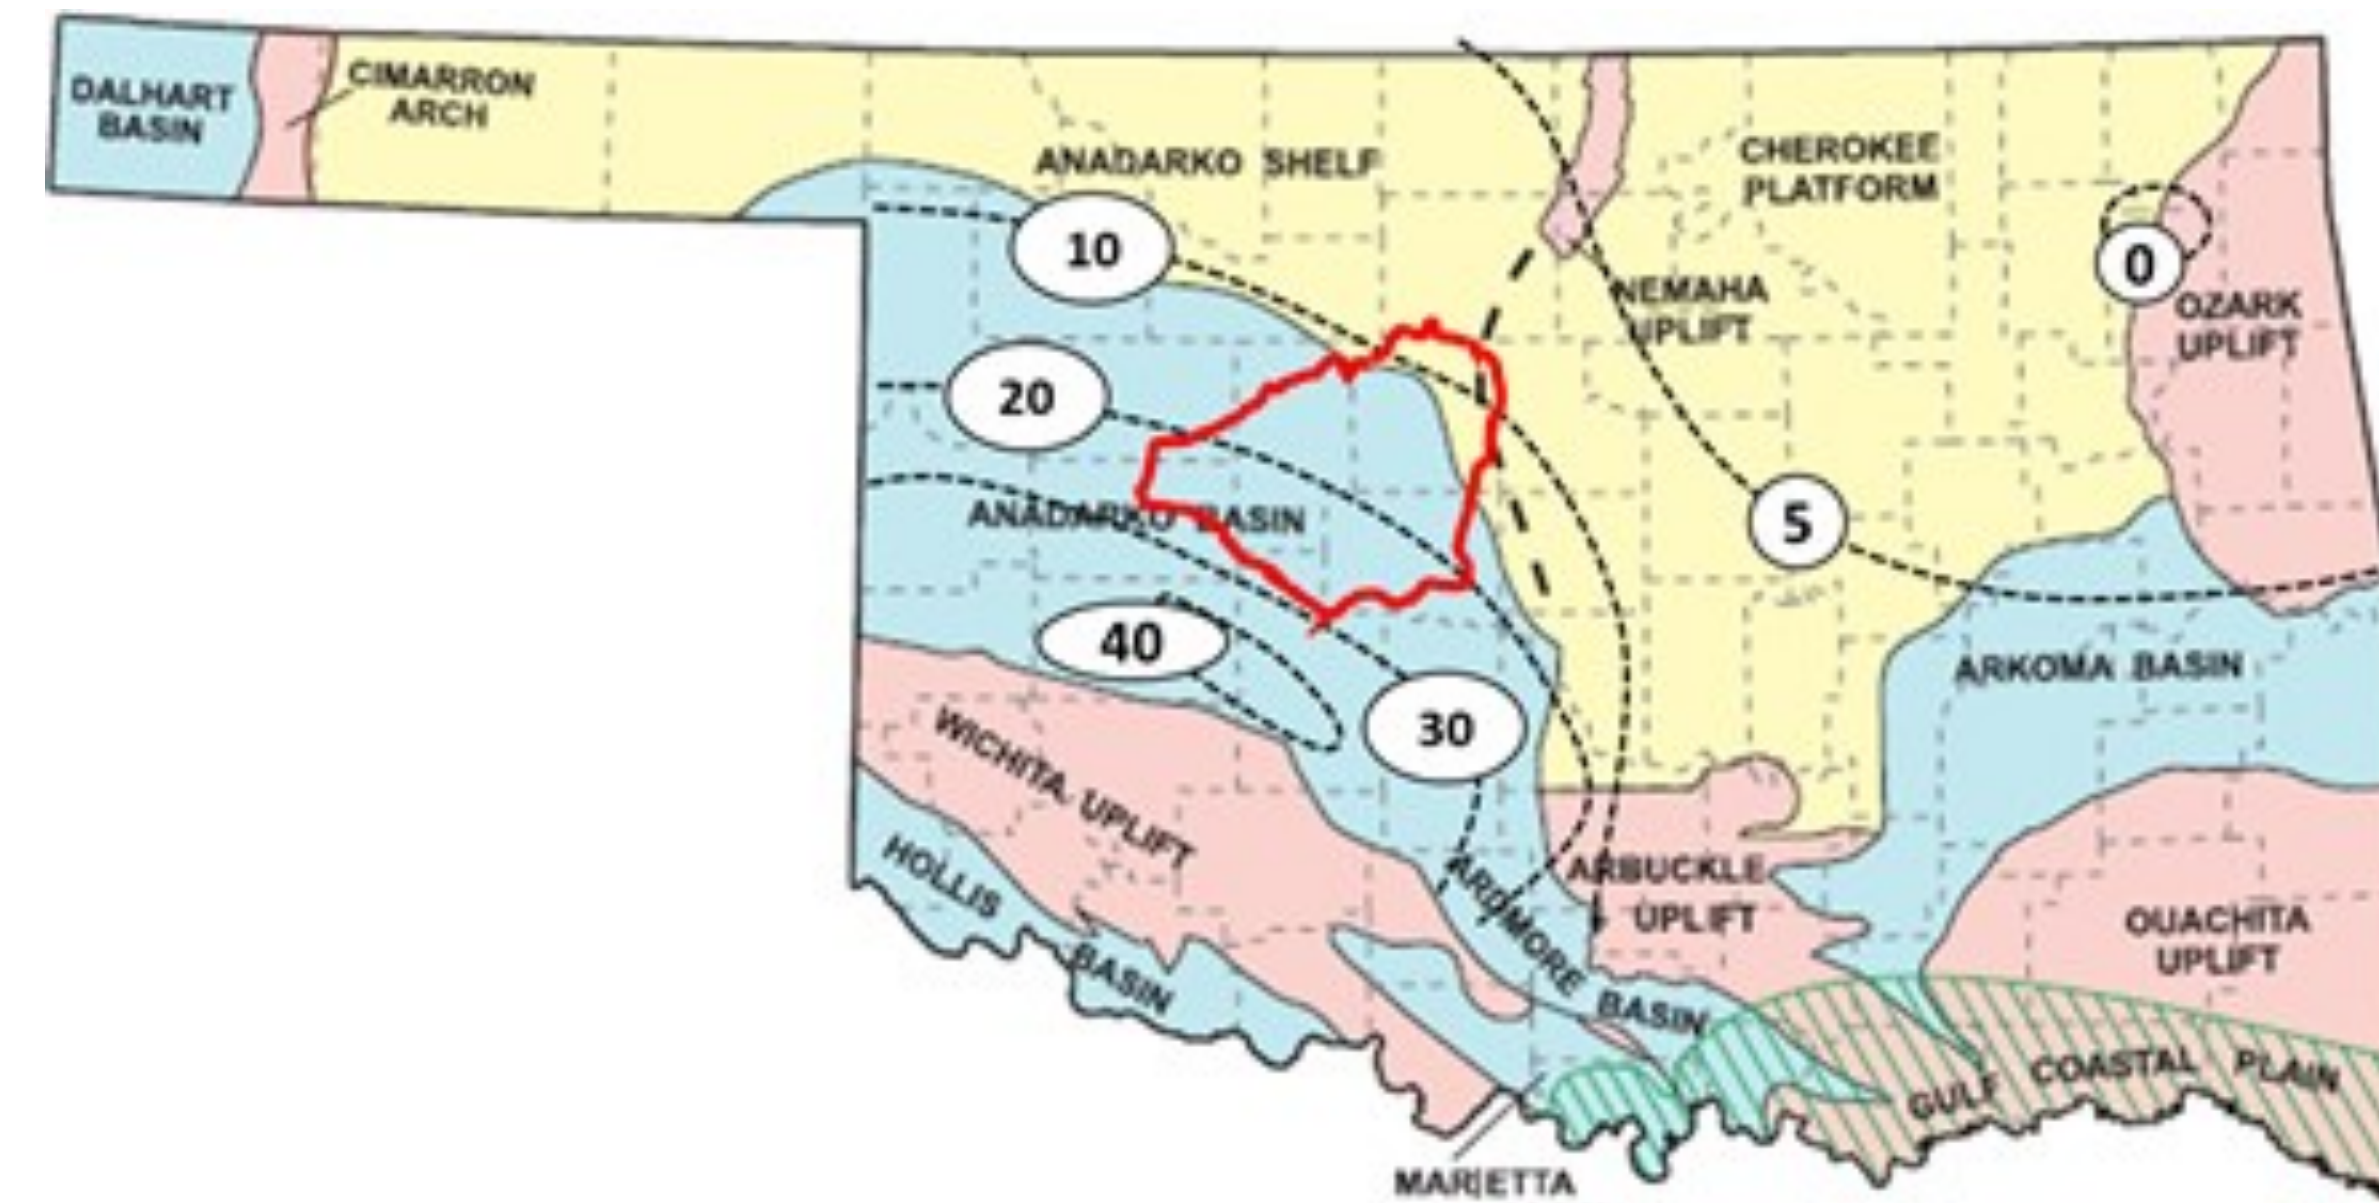 DALHART
BASIN
CIMARRON
ARCH
ANADARKO SHELF
CHEROKEE
PLATFORM
10
NEMAHA
UPLIFT
0
OZARK
UPLIFT
20
ANADARKO BASIN
5
40
30
ARKOMA BASIN
WICHITA UPLIFT
HOLLIS
BASIN
ARDMORE BASIN
ARBUCKLE
UPLIFT
OUACHITA
UPLIFT
GULF COASTAL PLAIN
MARIETTA